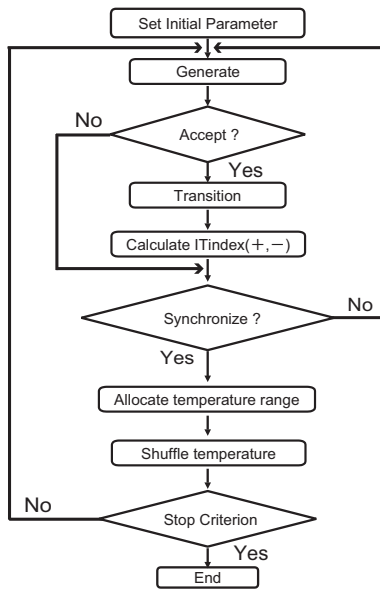 Set Initial Parameter
Generate
No
Accept ?
Yes
Transition
Calculate ITindex(+,−)
Synchronize ?
No
Yes
Allocate temperature range
Shuffle temperature
No
Stop Criterion
Yes
End